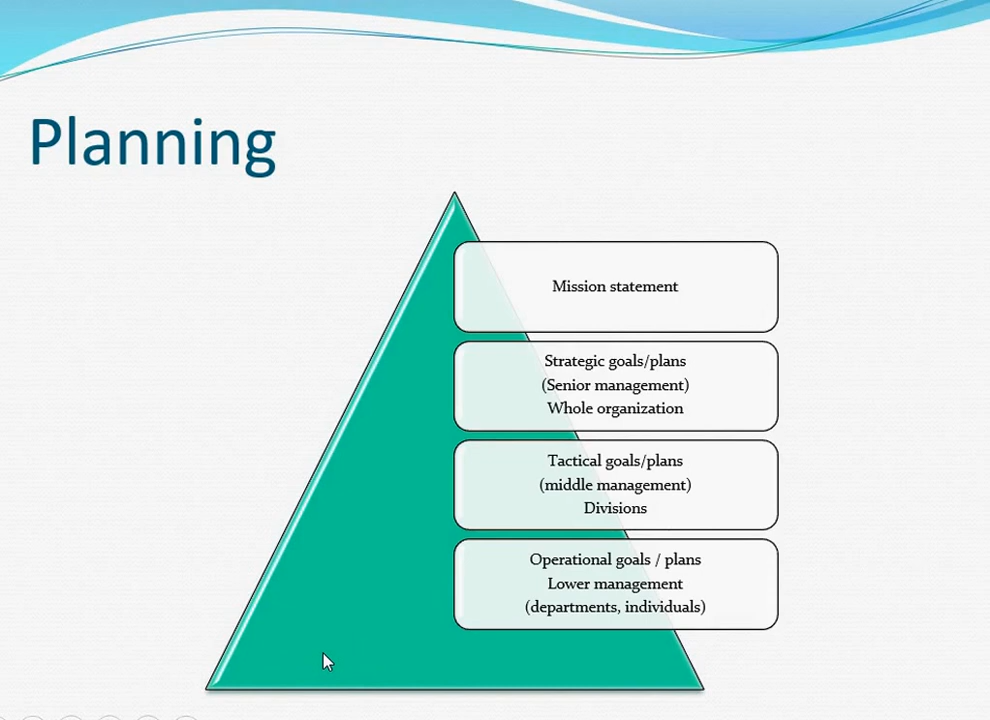 Planning
Mission statement
Strategic goals/plans
(Senior management)
Whole organization
Tactical goals/plans
(middle management)
Divisions
Operational goals / plans
Lower management
(departments, individuals)